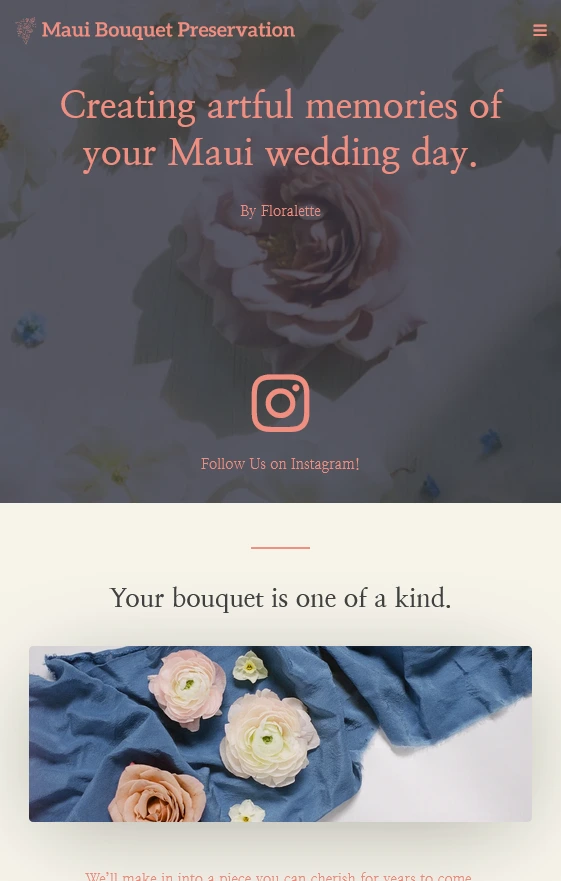 Maui Bouquet Preservation
Creating artful memories of
your Maui wedding day.
By Floralette
Follow Us on Instagram!
Your bouquet is one of a kind.
We'll make in into a piece you can cherish for years to come.